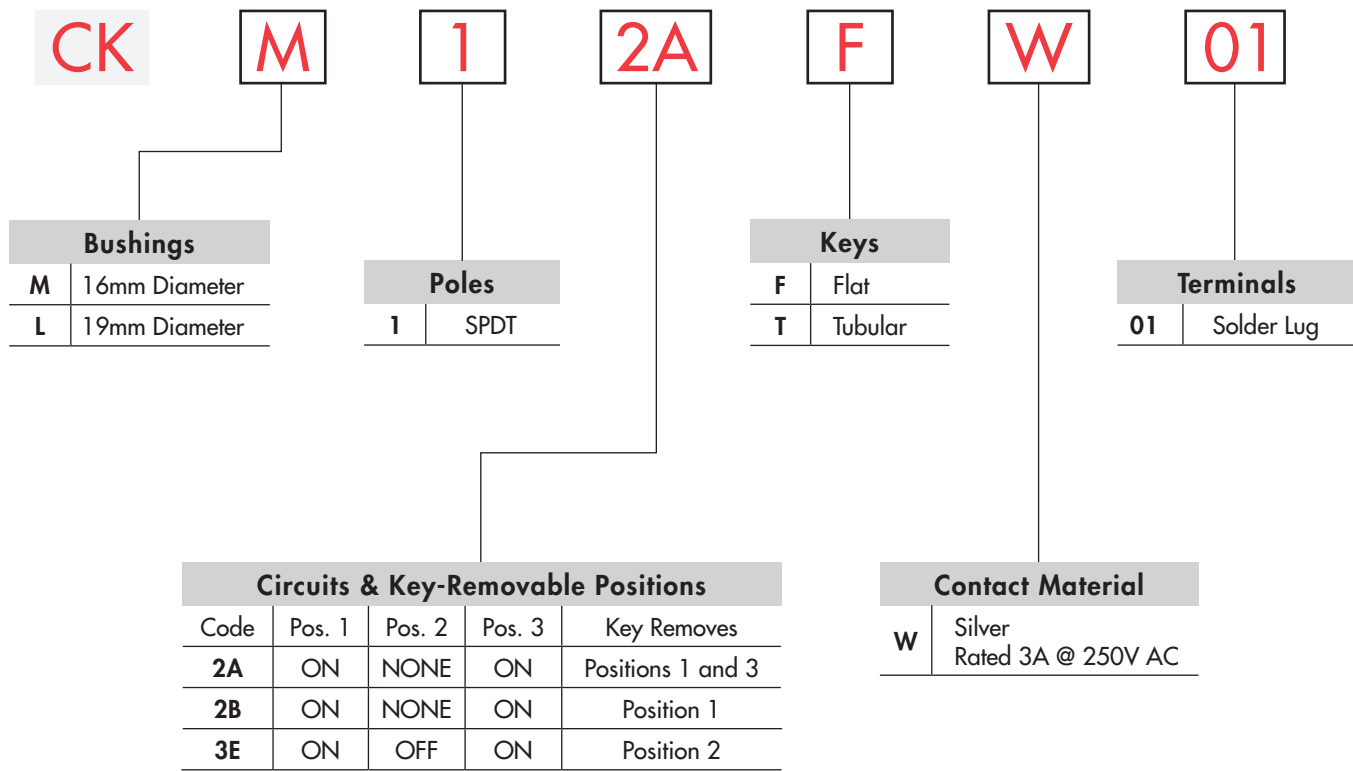 CK M 1 2A F W 01
Bushings
M 16mm Diameter
L 19mm Diameter
Poles
1 SPDT
Keys
F Flat
T Tubular
Terminals
01 Solder Lug
Circuits & Key-Removable Positions
Code Pos. 1 Pos. 2 Pos. 3 Key Removes
2A ON NONE ON Positions 1 and 3
2B ON NONE ON Position 1
3E ON OFF ON Position 2
Contact Material
W Silver
Rated 3A @ 250V AC